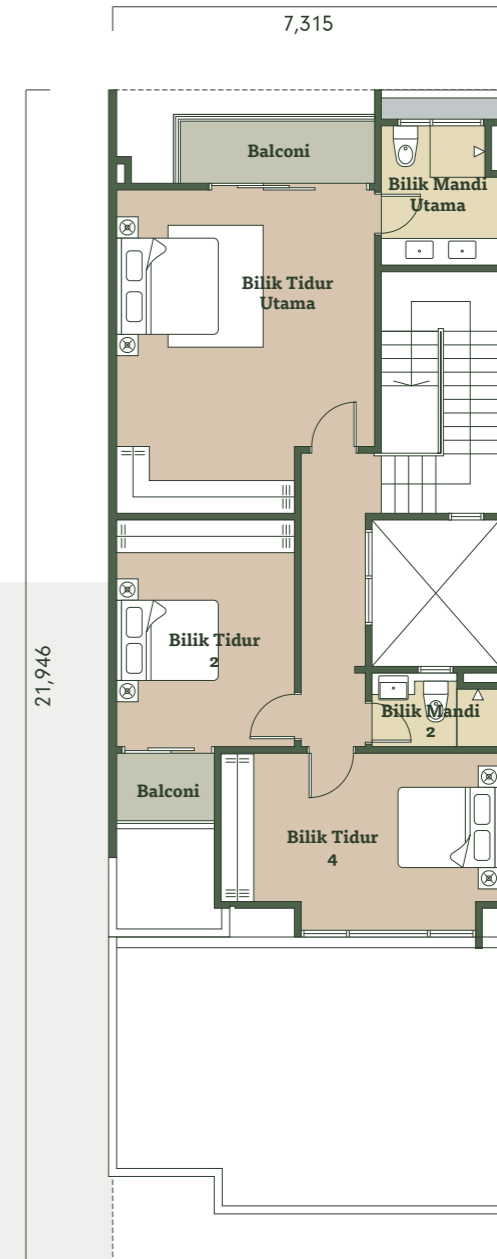 7,315
Balconi
Bilik Mandi
Utama
Bilik Tidur
Utama
21,946
Bilik Tidur
2
Bilik Mandi
2
Balconi
Bilik Tidur
4